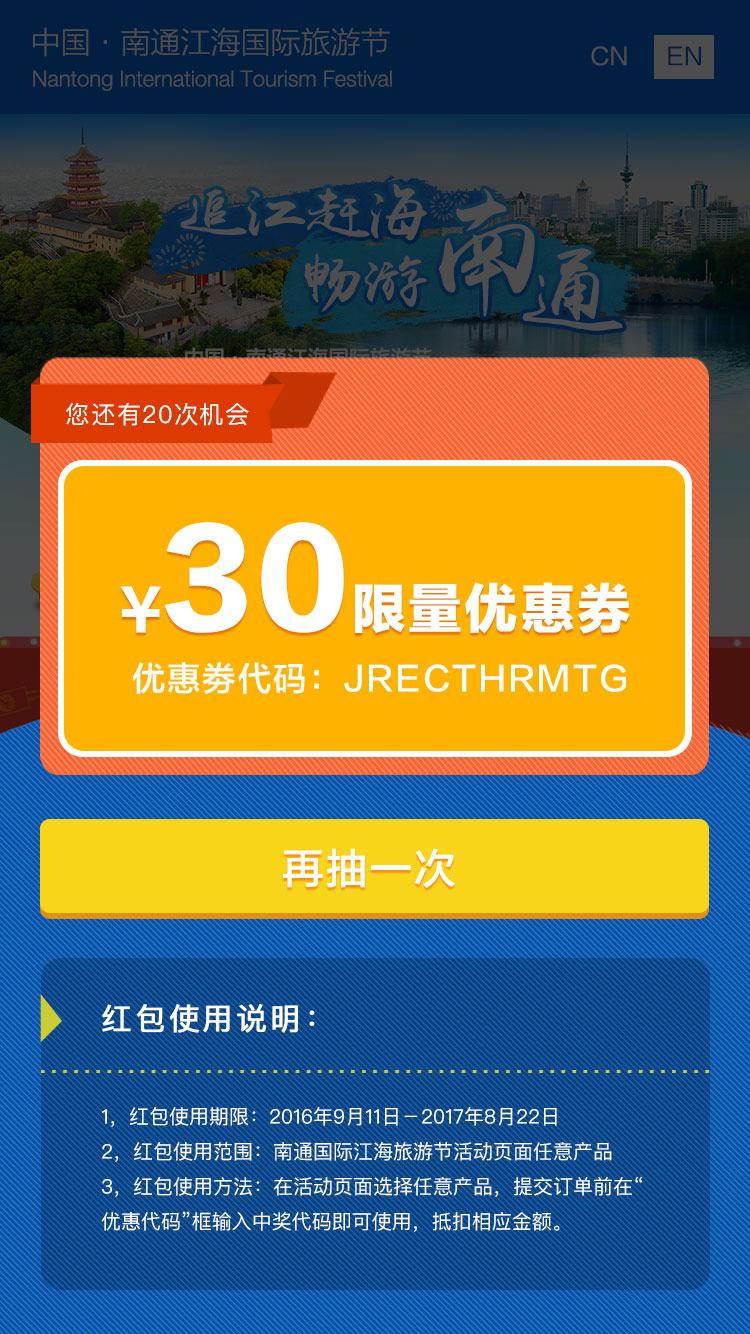 中国·南通江海国际旅游节
Nantong International Tourism Festival
CN
EN
追江赶海
畅游南通
中国·南通江海国际旅游节
您还有20次机会
¥30限量优惠券
优惠券代码：JRECTHRMTG
再抽一次
红包使用说明：
1，红包使用期限：2016年9月11日－2017年8月22日
2，红包使用范围：南通国际江海旅游节活动页面任意产品
3，红包使用方法：在活动页面选择任意产品，提交订单前在“
优惠代码”框输入中奖代码即可使用，抵扣相应金额。